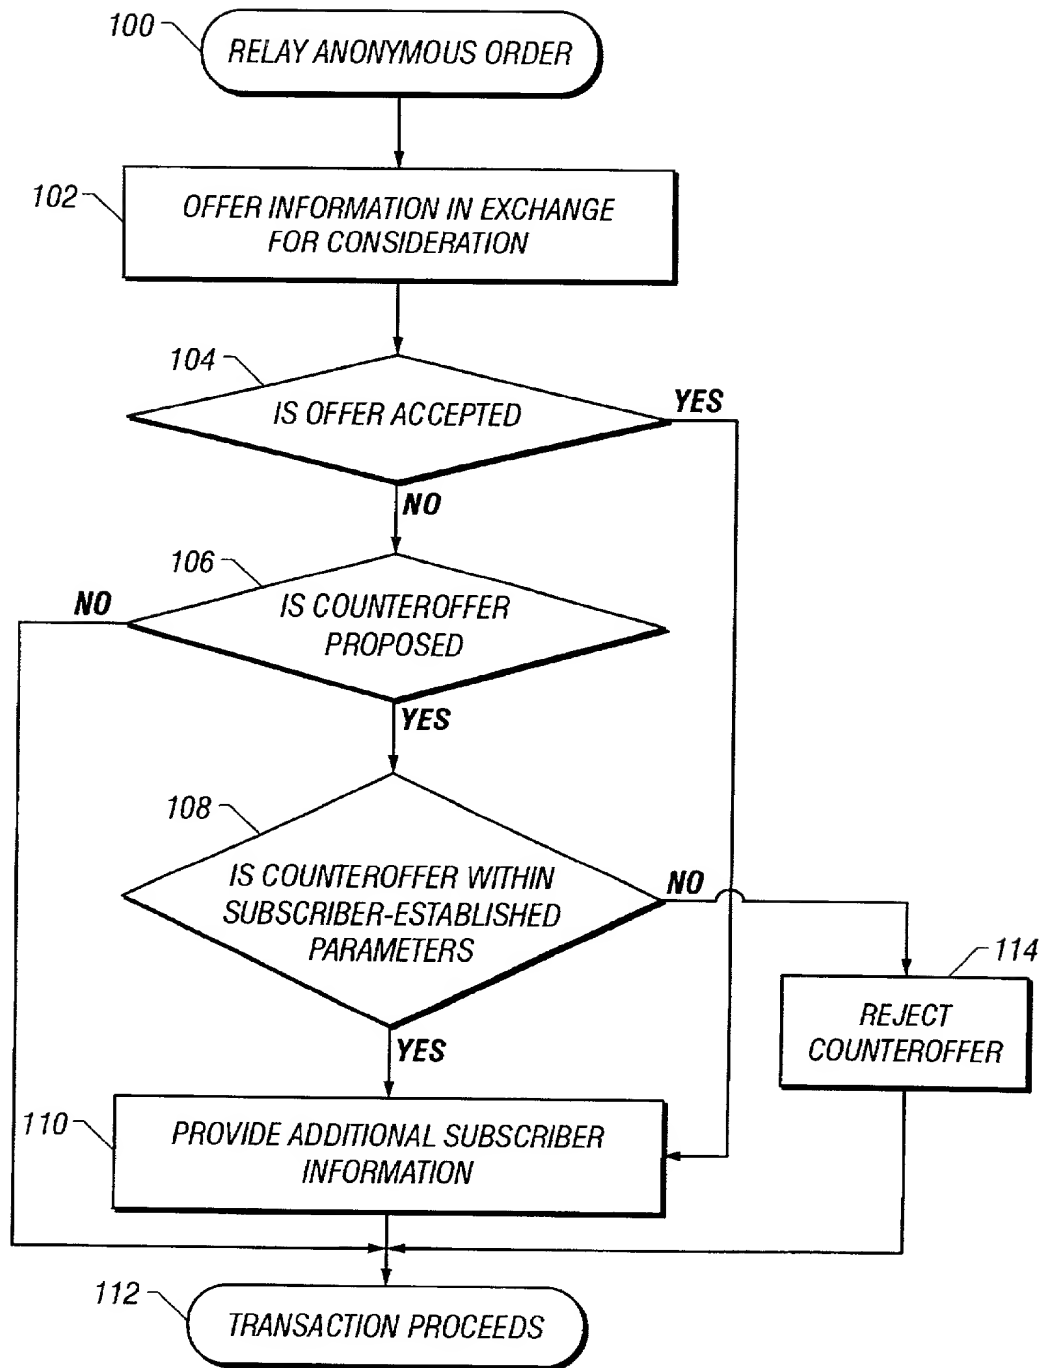 100
RELAY ANONYMOUS ORDER
102
OFFER INFORMATION IN EXCHANGE
FOR CONSIDERATION
104
IS OFFER ACCEPTED
YES
NO
106
NO
IS COUNTEROFFER
PROPOSED
YES
108
IS COUNTEROFFER WITHIN
SUBSCRIBER-ESTABLISHED
PARAMETERS
NO
114
REJECT
COUNTEROFFER
YES
110
PROVIDE ADDITIONAL SUBSCRIBER
INFORMATION
112
TRANSACTION PROCEEDS